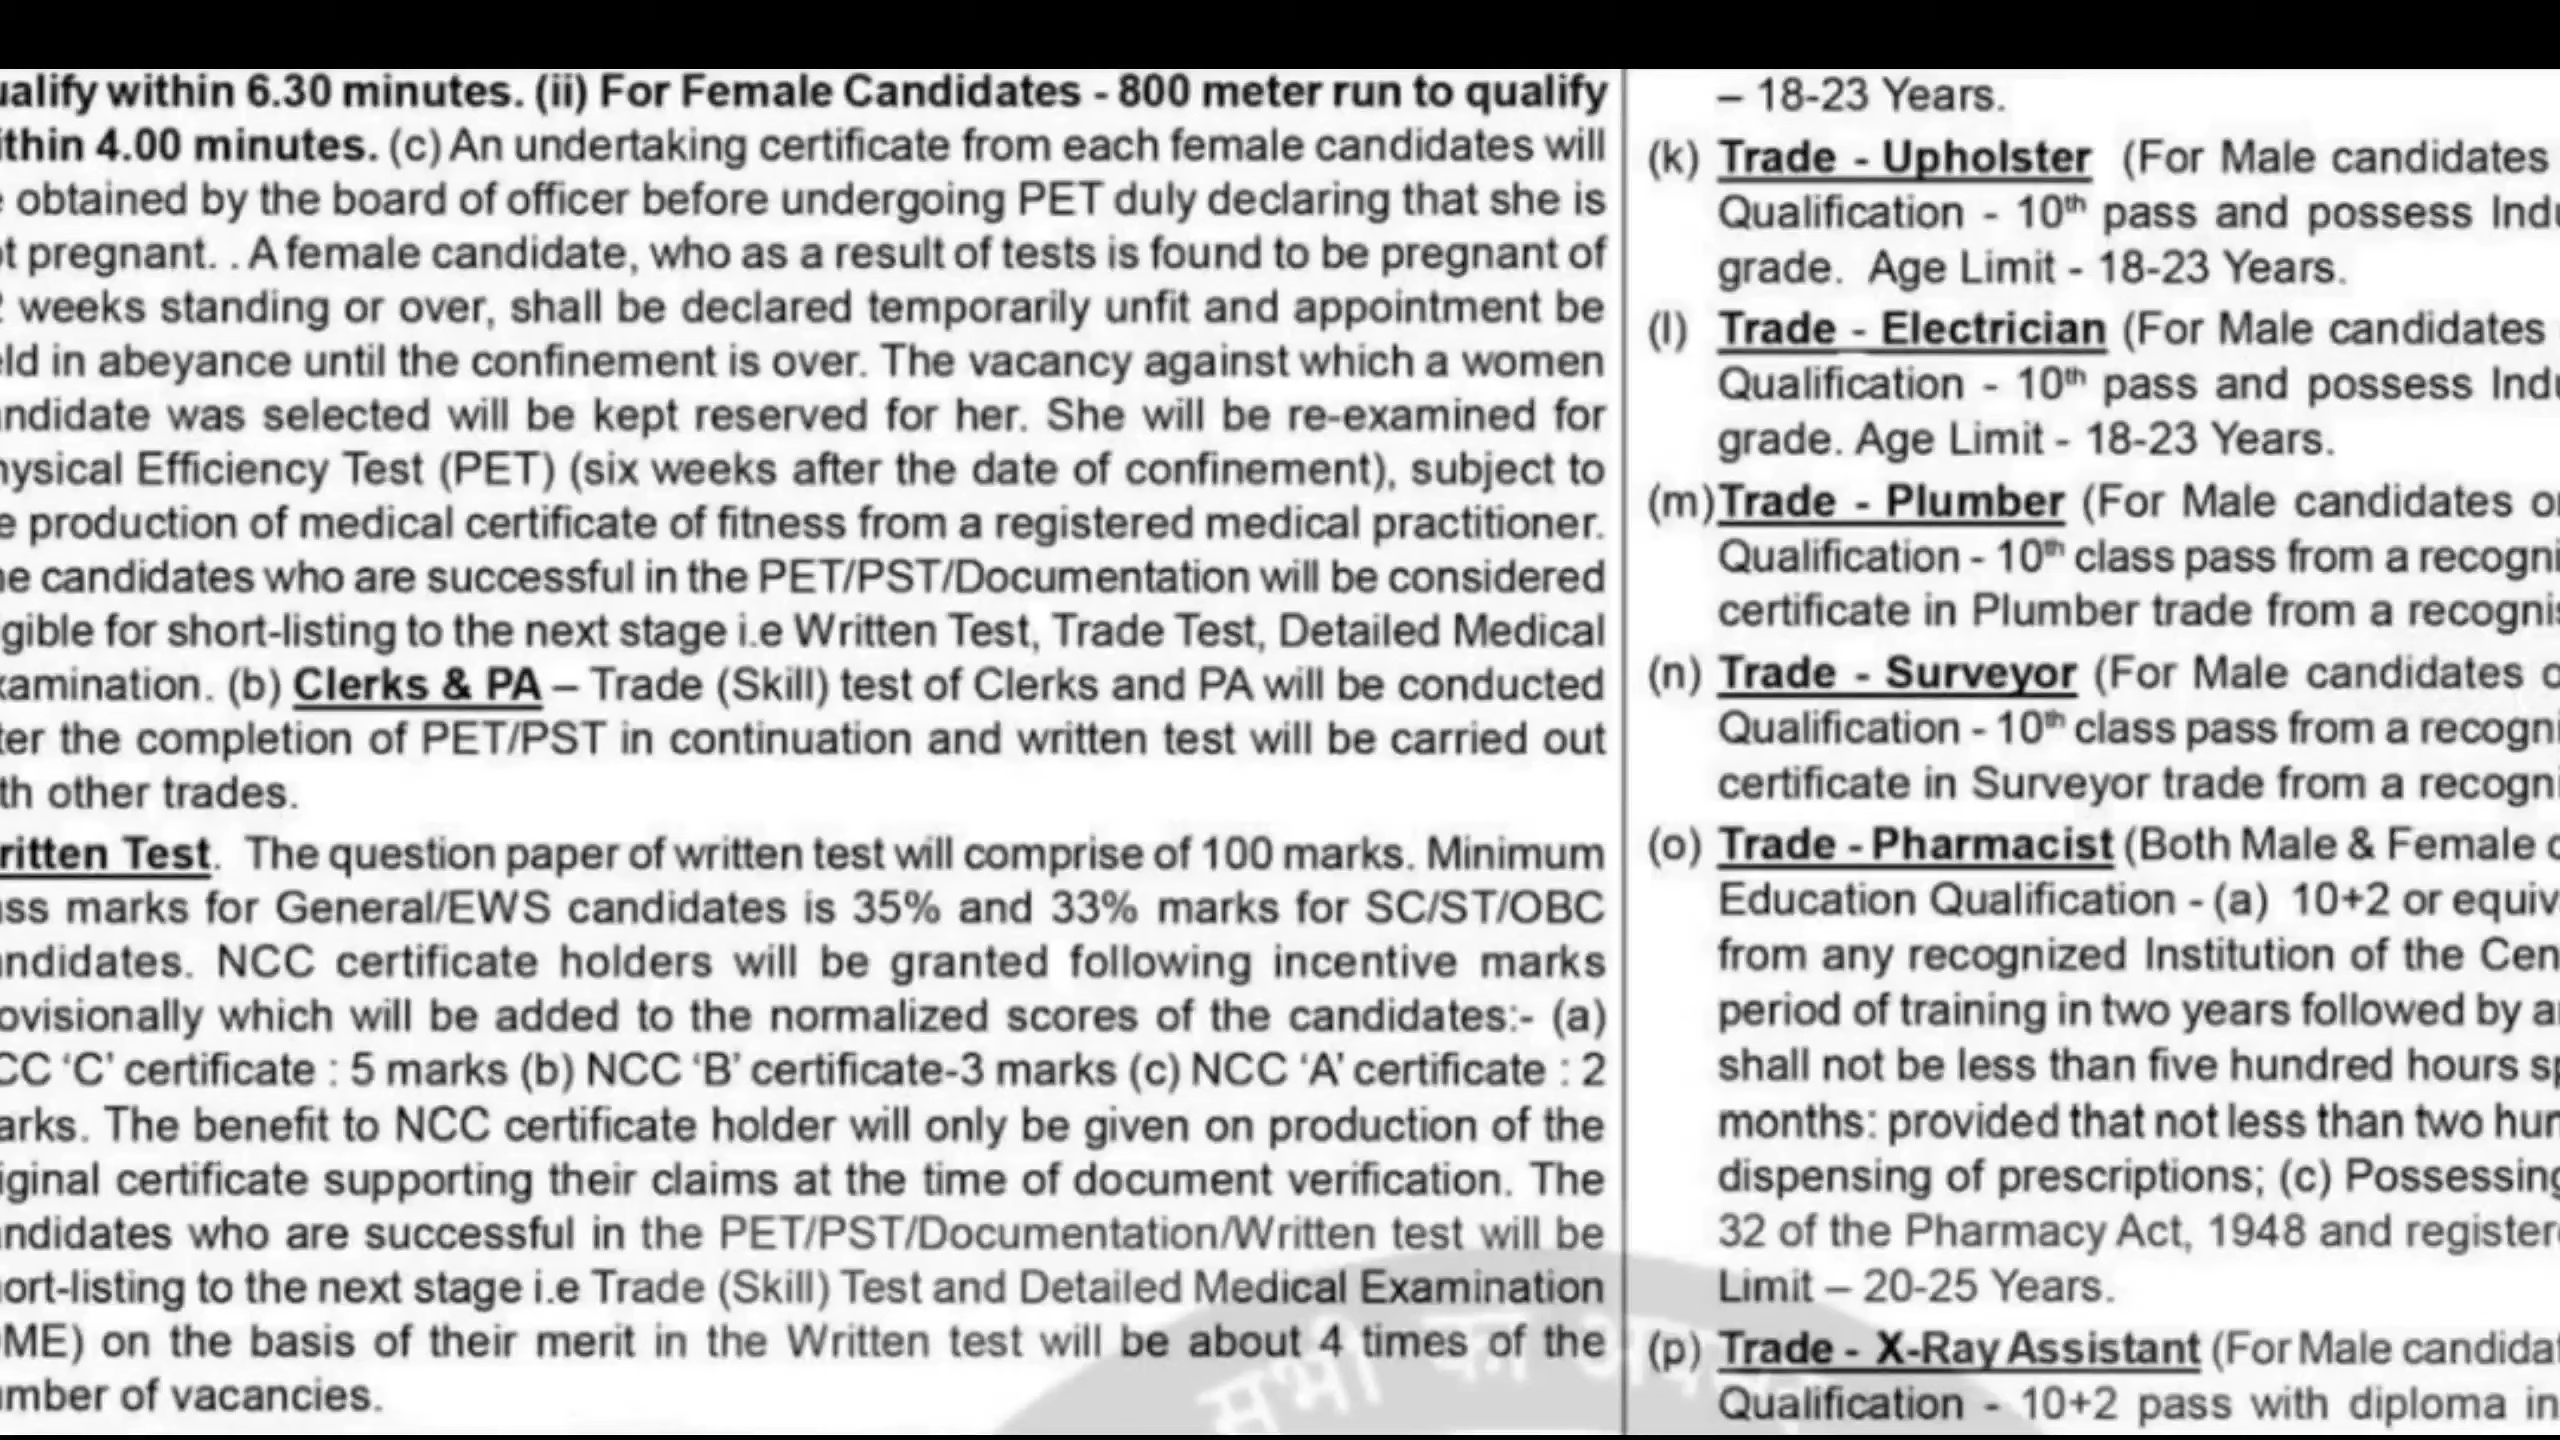 ualify within 6.30 minutes. (ii) For Female Candidates - 800 meter run to qualify
ithin 4.00 minutes. (c) An undertaking certificate from each female candidates will
e obtained by the board of officer before undergoing PET duly declaring that she is
ot pregnant. . A female candidate, who as a result of tests is found to be pregnant of
2 weeks standing or over, shall be declared temporarily unfit and appointment be
eld in abeyance until the confinement is over. The vacancy against which a women
andidate was selected will be kept reserved for her. She will be re-examined for
hysical Efficiency Test (PET) (six weeks after the date of confinement), subject to
e production of medical certificate of fitness from a registered medical practitioner.
he candidates who are successful in the PET/PST/Documentation will be considered
igible for short-listing to the next stage i.e Written Test, Trade Test, Detailed Medical
xamination. (b) Clerks & PA – Trade (Skill) test of Clerks and PA will be conducted
ter the completion of PET/PST in continuation and written test will be carried out
th other trades.
ritten Test. The question paper of written test will comprise of 100 marks. Minimum
ass marks for General/EWS candidates is 35% and 33% marks for SC/ST/OBC
andidates. NCC certificate holders will be granted following incentive marks
ovisionally which will be added to the normalized scores of the candidates:- (a)
CC ‘C’ certificate : 5 marks (b) NCC ‘B’ certificate-3 marks (c) NCC ‘A’ certificate : 2
arks. The benefit to NCC certificate holder will only be given on production of the
iginal certificate supporting their claims at the time of document verification. The
andidates who are successful in the PET/PST/Documentation/Written test will be
ort-listing to the next stage i.e Trade (Skill) Test and Detailed Medical Examination
ME) on the basis of their merit in the Written test will be about 4 times of the
umber of vacancies.
– 18-23 Years.
(k) Trade - Upholster (For Male candidates
Qualification - 10th pass and possess Indu
grade. Age Limit - 18-23 Years.
(l) Trade - Electrician (For Male candidates
Qualification - 10th pass and possess Indu
grade. Age Limit - 18-23 Years.
(m) Trade - Plumber (For Male candidates on
Qualification - 10th class pass from a recogni
certificate in Plumber trade from a recognis
(n) Trade - Surveyor (For Male candidates o
Qualification - 10th class pass from a recogni
certificate in Surveyor trade from a recogni
(o) Trade - Pharmacist (Both Male & Female c
Education Qualification - (a) 10+2 or equiv
from any recognized Institution of the Cen
period of training in two years followed by a
shall not be less than five hundred hours sp
months: provided that not less than two hun
dispensing of prescriptions; (c) Possessing
32 of the Pharmacy Act, 1948 and register
Limit – 20-25 Years.
(p) Trade - X-Ray Assistant (For Male candidat
Qualification - 10+2 pass with diploma in
सभी का